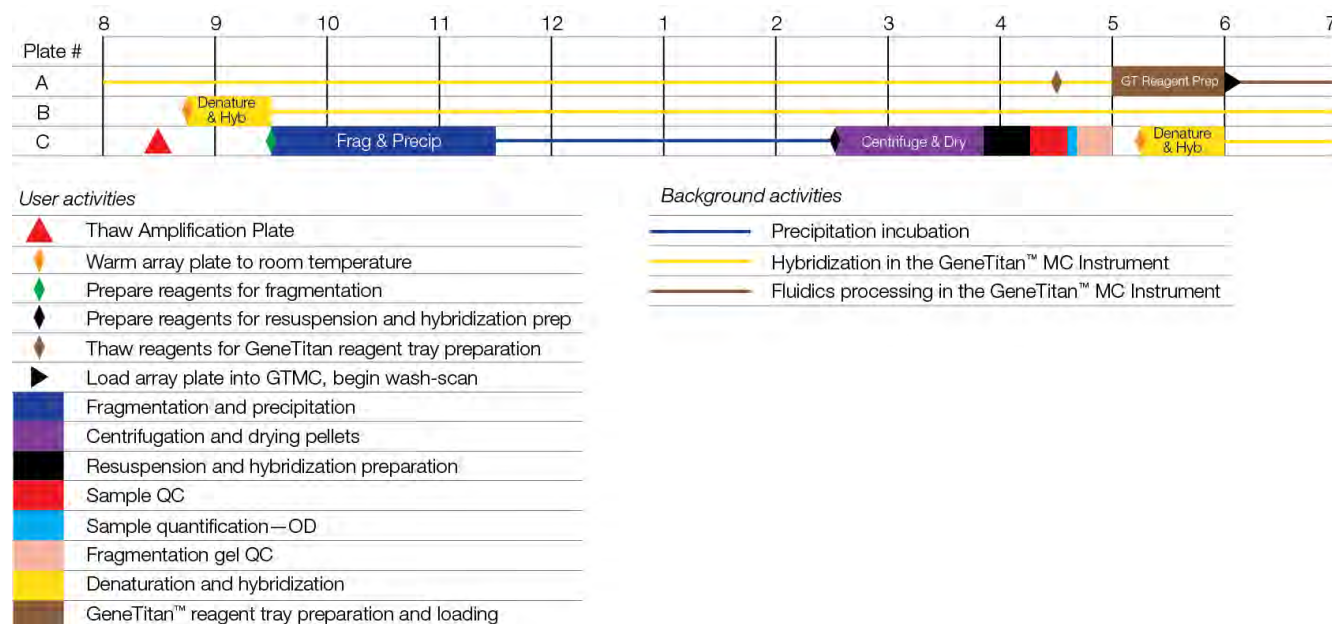 8 9 10 11 12 1 2 3 4 5 6 7
Plate #
A GT Reagent Prep
B Denature
& Hyb
C Frag & Precip Centrifuge & Dry Denature
& Hyb
User activities
Thaw Amplification Plate
Warm array plate to room temperature
Prepare reagents for fragmentation
Prepare reagents for resuspension and hybridization prep
Thaw reagents for GeneTitan reagent tray preparation
Load array plate into GTMC, begin wash-scan
Fragmentation and precipitation
Centrifugation and drying pellets
Resuspension and hybridization preparation
Sample QC
Sample quantification—OD
Fragmentation gel QC
Denaturation and hybridization
GeneTitan™ reagent tray preparation and loading
Background activities
Precipitation incubation
Hybridization in the GeneTitan™ MC Instrument
Fluidics processing in the GeneTitan™ MC Instrument